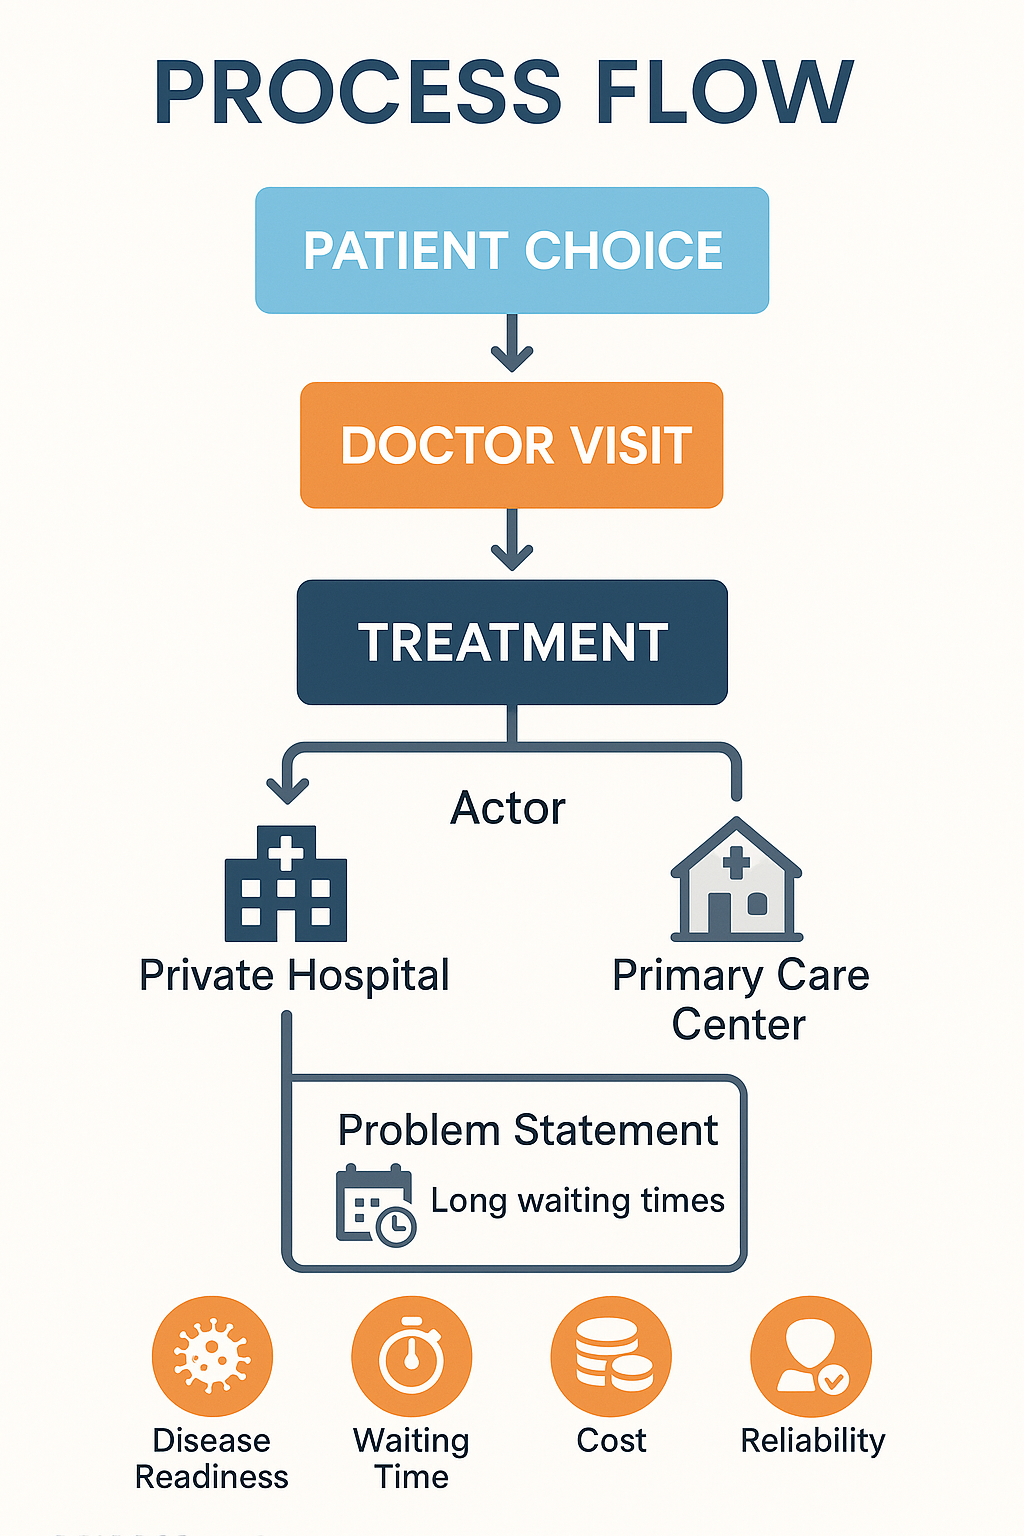 PROCESS FLOW
PATIENT CHOICE
DOCTOR VISIT
TREATMENT
Actor
Private Hospital
Primary Care
Center
Problem Statement
Long waiting times
Disease
Readiness
Waiting
Time
Cost
Reliability